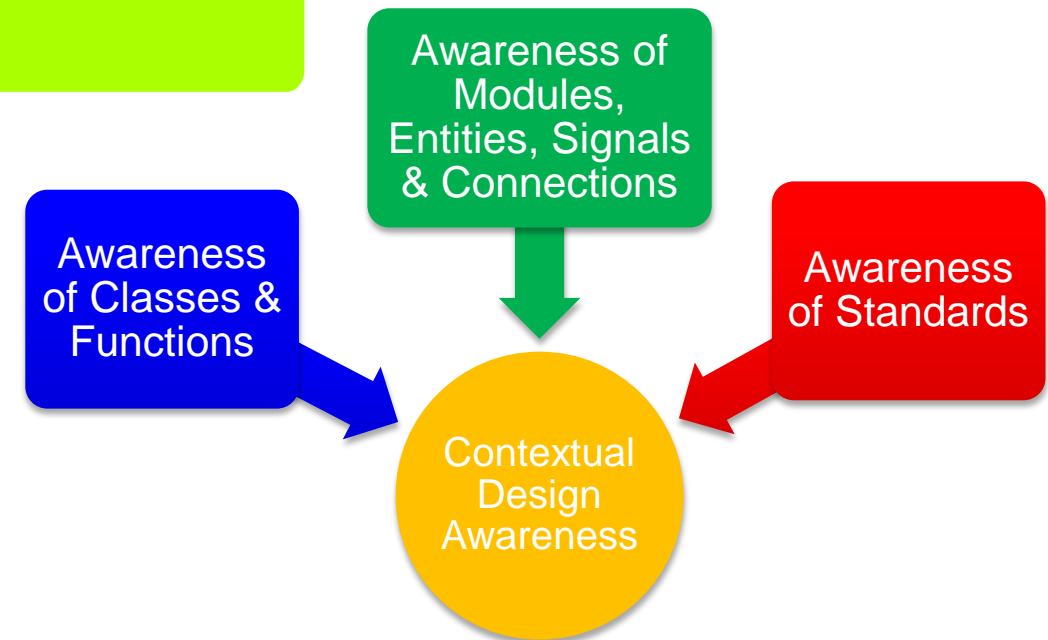 Awareness of
Modules,
Entities, Signals
& Connections
Awareness
of Classes &
Functions
Awareness
of Standards
Contextual
Design
Awareness